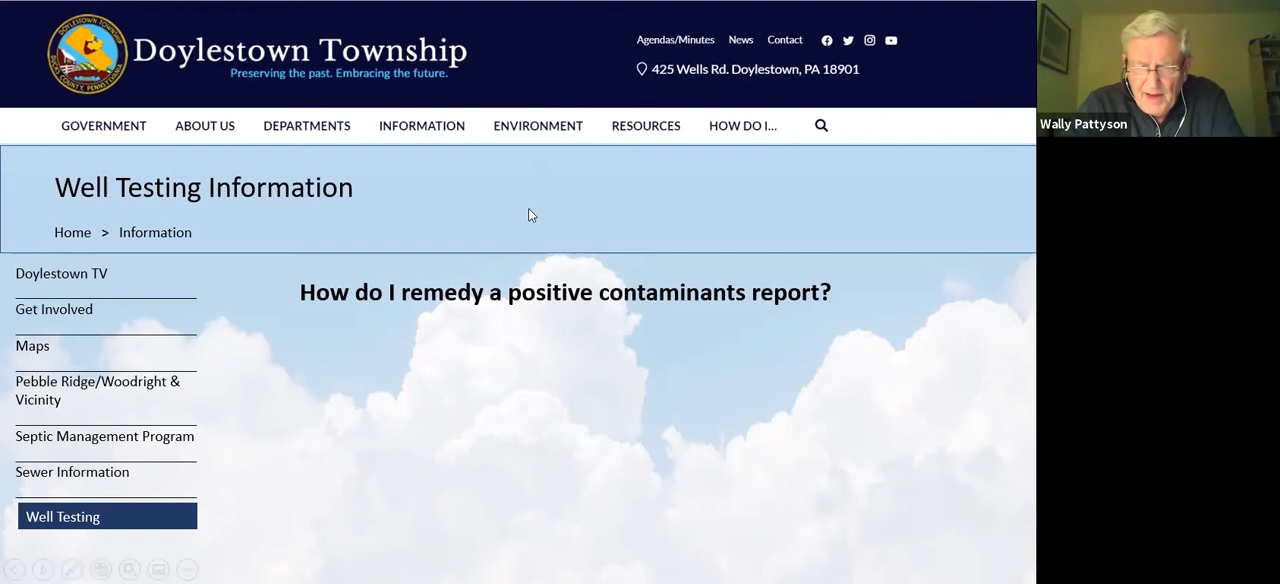 Doylestown Township
Preserving the past. Embracing the future.
Agendas/Minutes News Contact
425 Wells Rd. Doylestown, PA 18901
Wally Pattyson
GOVERNMENT ABOUT US DEPARTMENTS INFORMATION ENVIRONMENT RESOURCES HOW DO I...
Well Testing Information
Home > Information
Doylestown TV
Get Involved
Maps
Pebble Ridge/Woodright &
Vicinity
Septic Management Program
Sewer Information
Well Testing
How do I remedy a positive contaminants report?